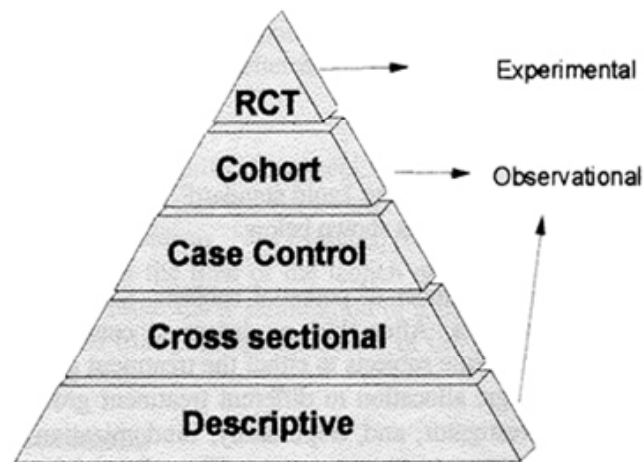 RCT
Experimental
Cohort
Observational
Case Control
Cross sectional
Descriptive